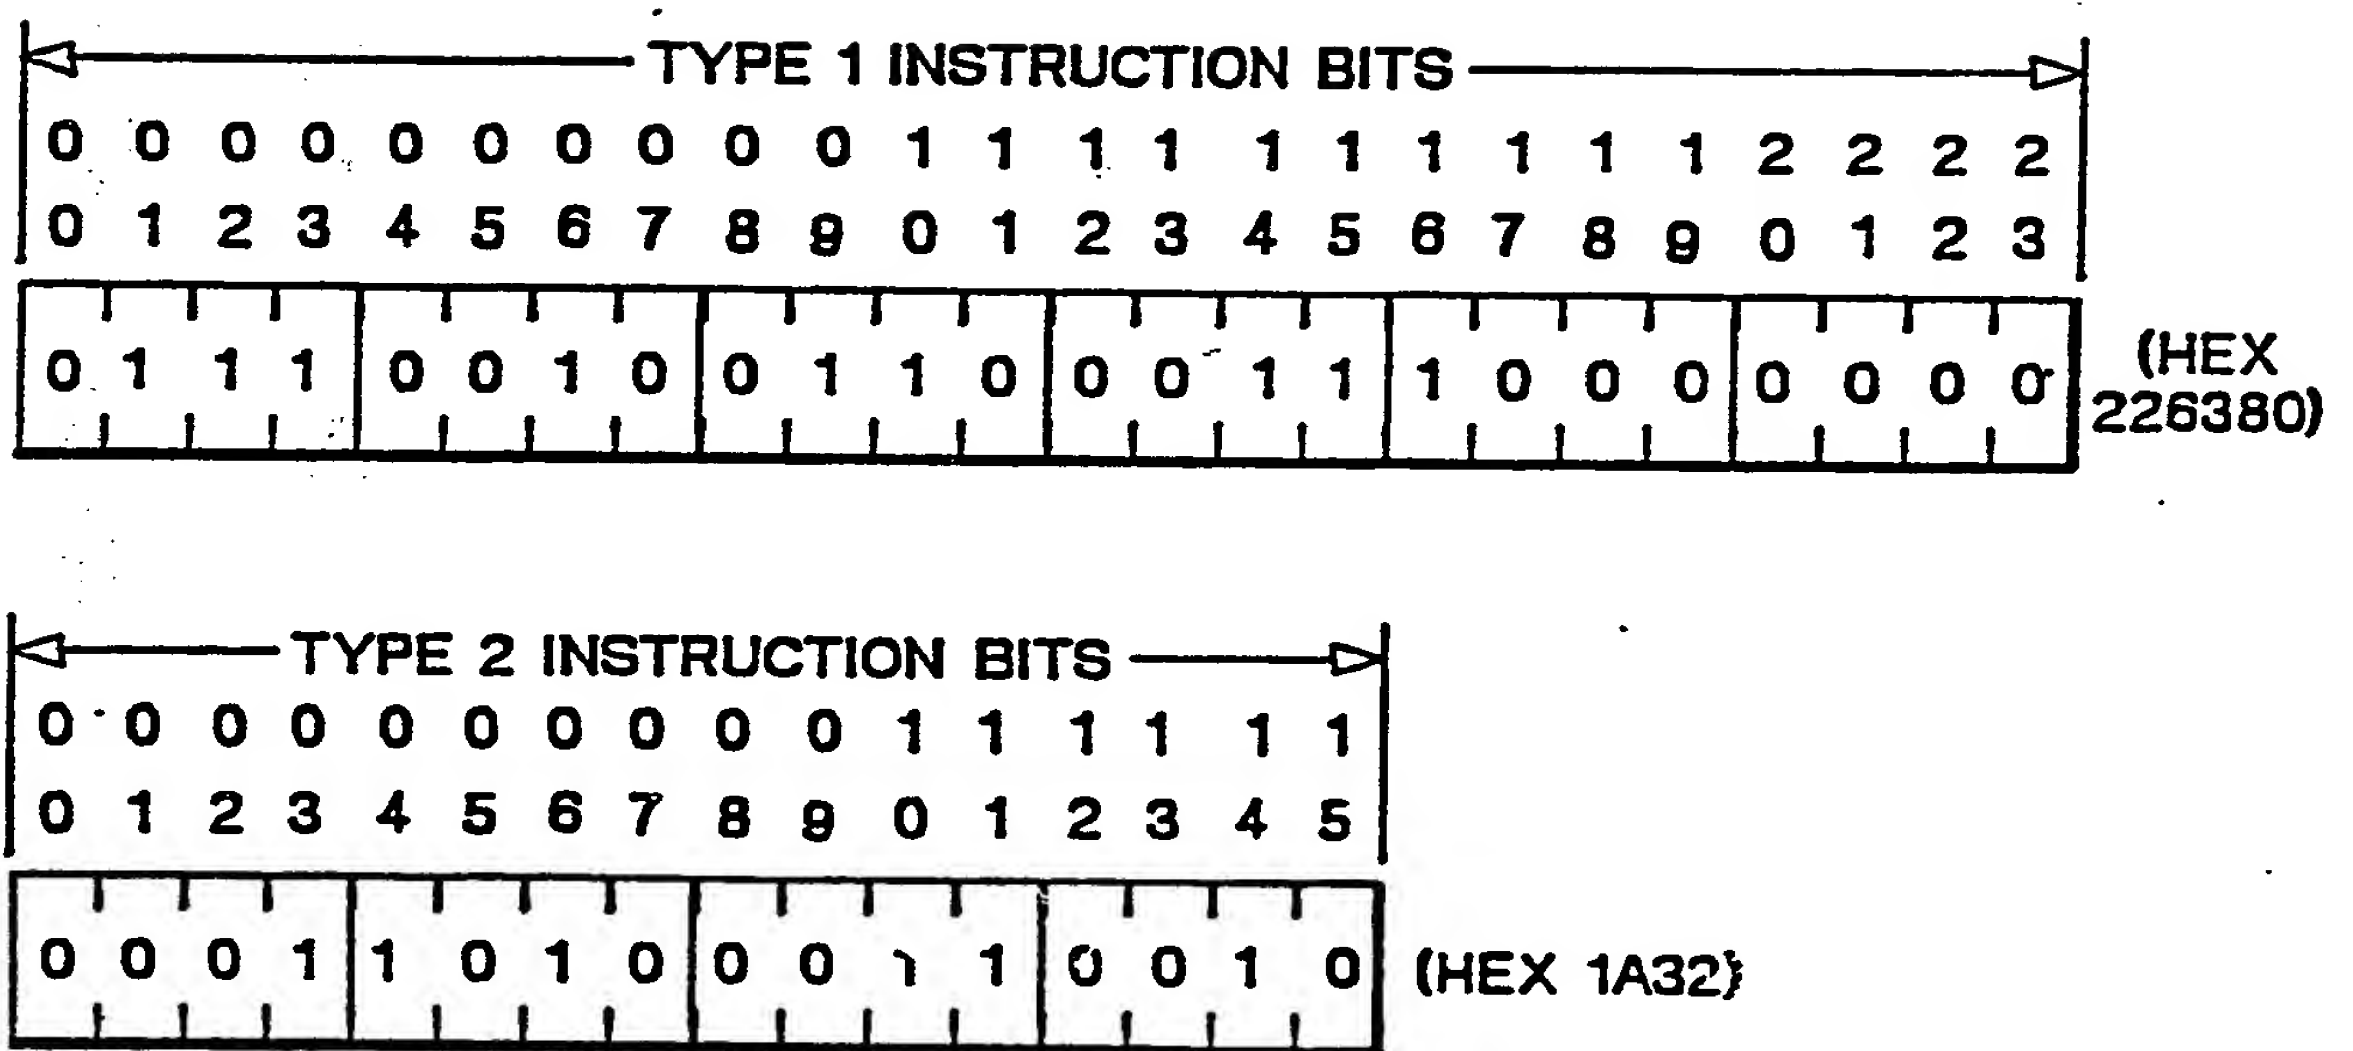 TYPE 1 INSTRUCTION BITS
0 0 0 0 0 0 0 0 0 0 1 1 1 1 1 1 1 1 1 1 2 2 2 2
0 1 2 3 4 5 6 7 8 9 0 1 2 3 4 5 6 7 8 9 0 1 2 3
0 1 1 1 0 0 1 0 0 1 1 0 0 0 1 1 1 0 0 0 0 0 0 0
(HEX
226380)
TYPE 2 INSTRUCTION BITS
0 0 0 0 0 0 0 0 0 0 1 1 1 1 1 1
0 1 2 3 4 5 6 7 8 9 0 1 2 3 4 5
0 0 0 1 1 0 1 0 0 0 1 1 0 0 1 0 (HEX 1A32)